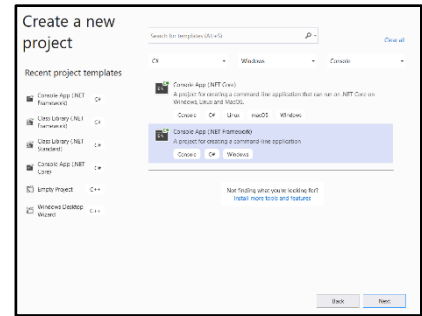 Create a new
project
Search for templates (Alt+S)
Clear all
C#
Windows
Console
Recent project templates
Console App (.NET
Framework)
C#
Class Library (.NET
Framework)
C#
Class Library (.NET
Standard)
C#
Console App (.NET
Core)
C#
Empty Project
C++
Windows Desktop
Wizard
C++
Console App (.NET Core)
A project for creating a command-line application that can run on .NET Core on
Windows, Linux and MacOS.
Console C# Linux macOS Windows
Console App (.NET Framework)
A project for creating a command-line application
Console C# Windows
Not finding what you're looking for?
Install more tools and features
Back
Next